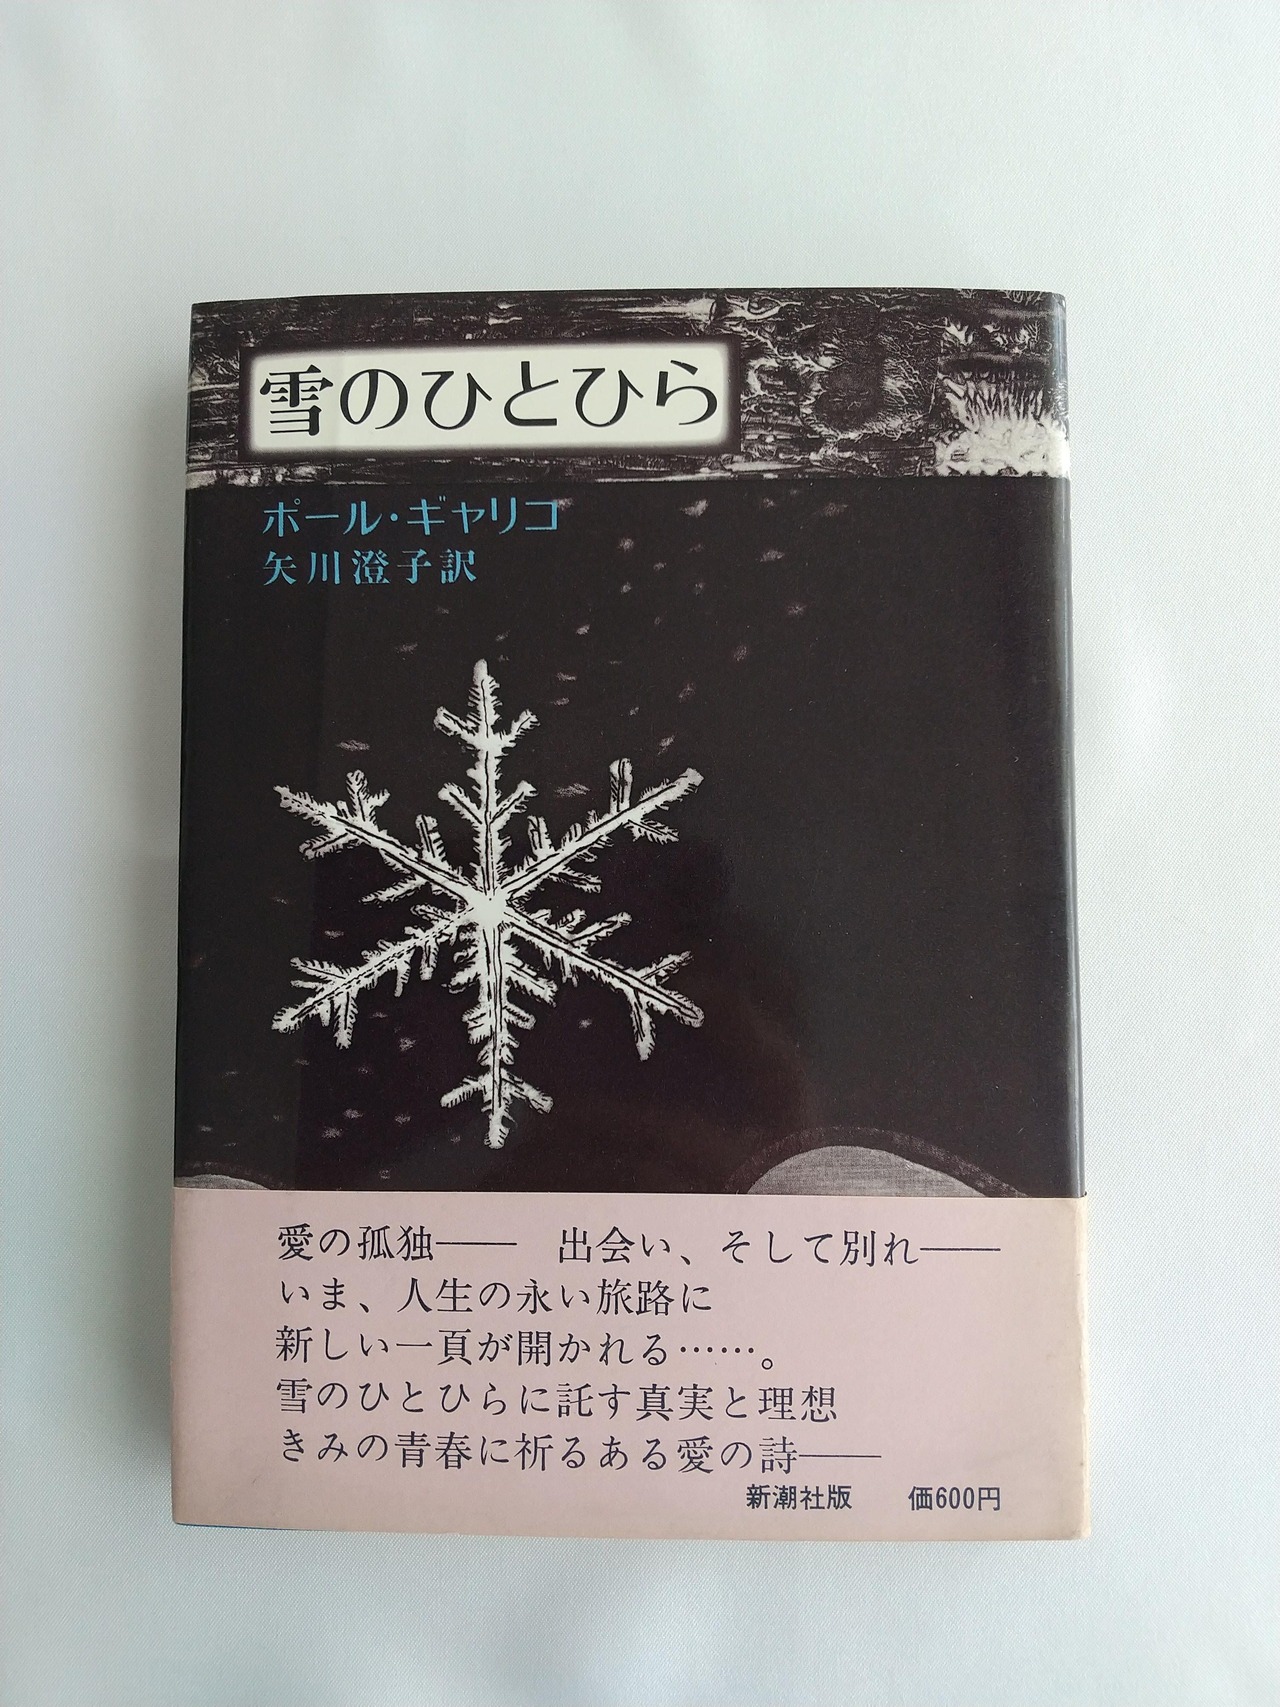 雪のひとひら
ポール・ギャリコ
矢川澄子訳
愛の孤独―― 出会い、そして別れ――
いま、人生の永い旅路に
新しい一頁が開かれる……。
雪のひとひらに託す真実と理想
きみの青春に祈るある愛の詩――
新潮社版 価600円